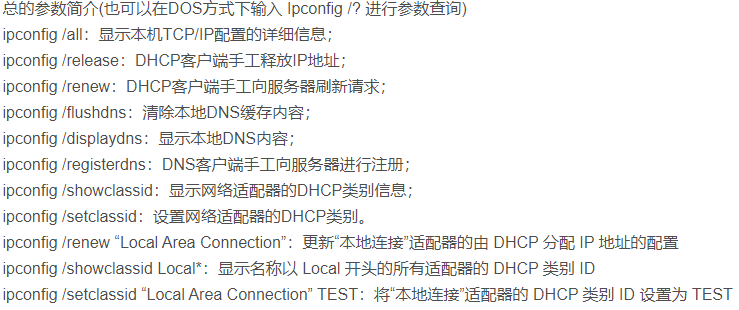 总的参数简介(也可以在DOS方式下输入 Ipconfig /? 进行参数查询)
ipconfig /all：显示本机TCP/IP配置的详细信息；
ipconfig /release：DHCP客户端手工释放IP地址；
ipconfig /renew：DHCP客户端手工向服务器刷新请求；
ipconfig /flushdns：清除本地DNS缓存内容；
ipconfig /displaydns：显示本地DNS内容；
ipconfig /registerdns：DNS客户端手工向服务器进行注册；
ipconfig /showclassid：显示网络适配器的DHCP类别信息；
ipconfig /setclassid：设置网络适配器的DHCP类别。
ipconfig /renew “Local Area Connection”：更新“本地连接”适配器的由 DHCP 分配 IP 地址的配置
ipconfig /showclassid Local*：显示名称以 Local 开头的所有适配器的 DHCP 类别 ID
ipconfig /setclassid “Local Area Connection” TEST：将“本地连接”适配器的 DHCP 类别 ID 设置为 TEST